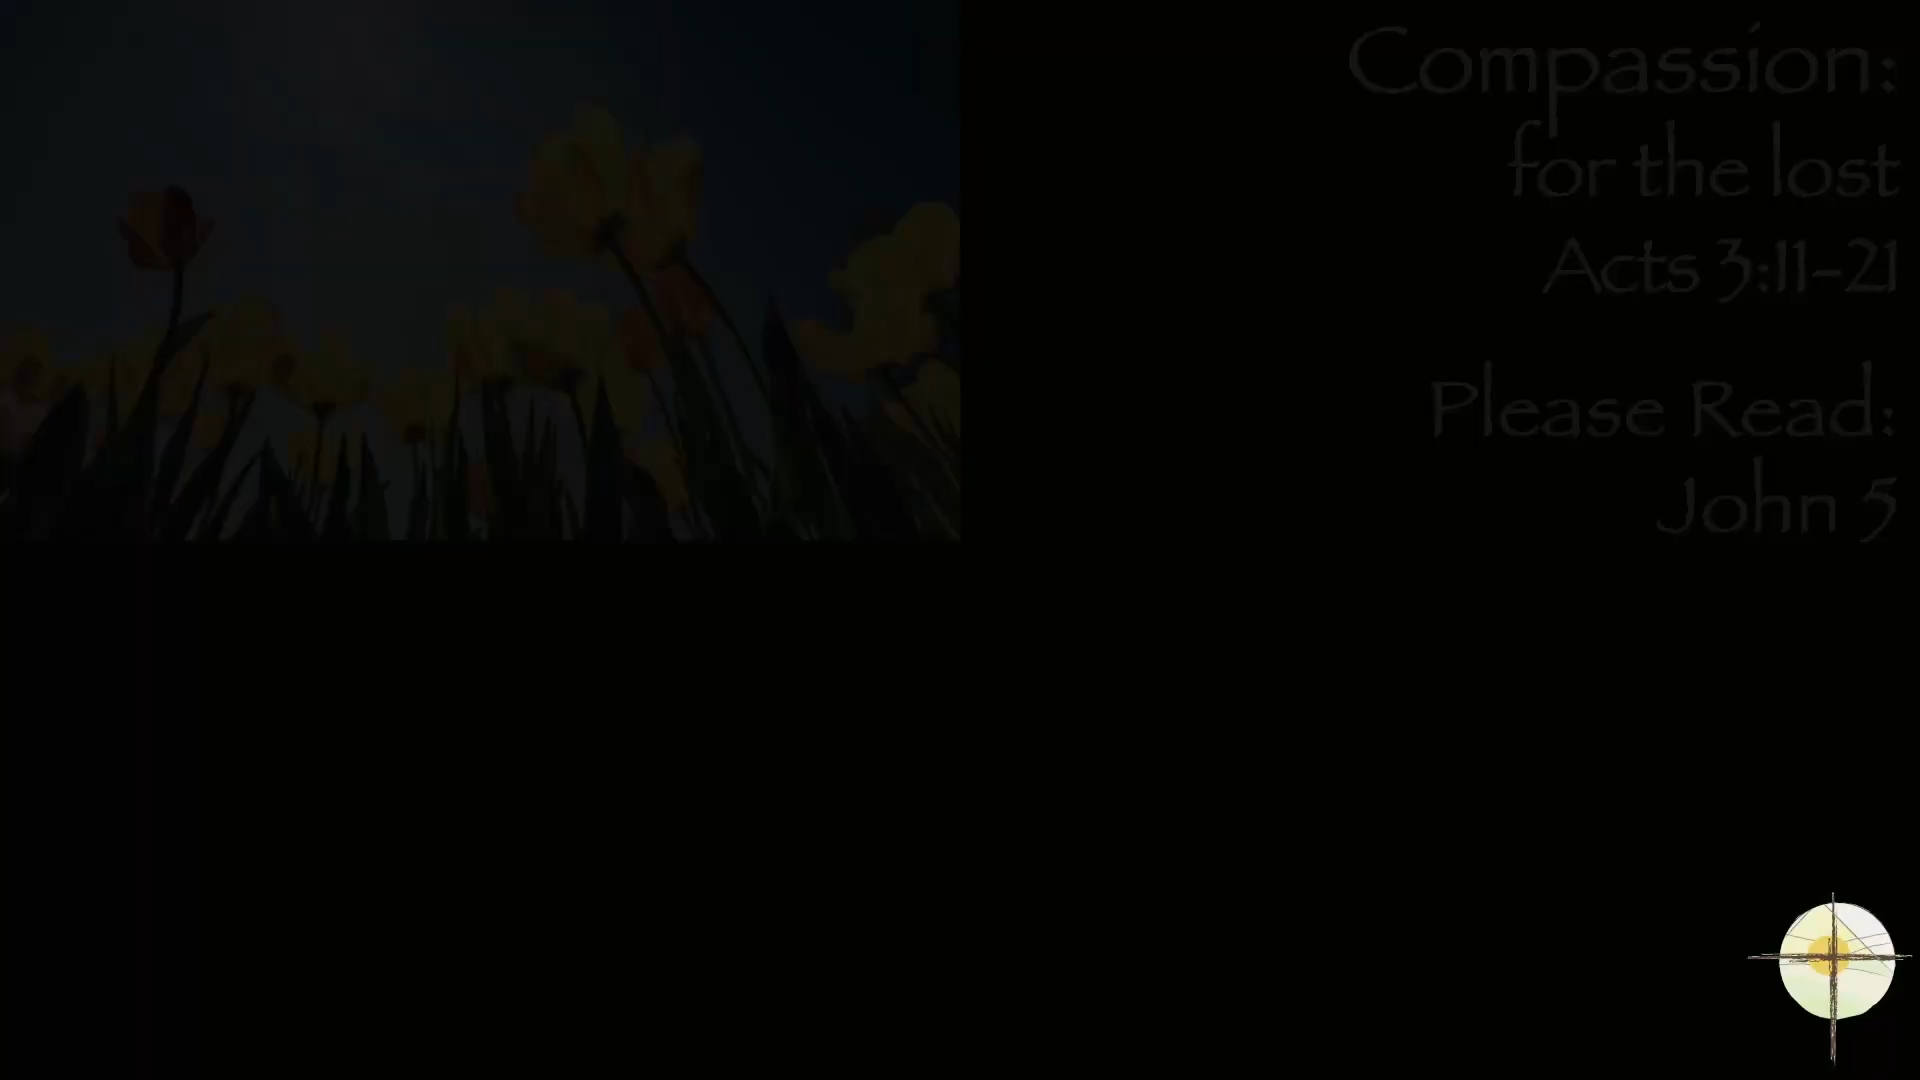 Compassion:
for the lost
Acts 3:11-21
Please Read:
John 5